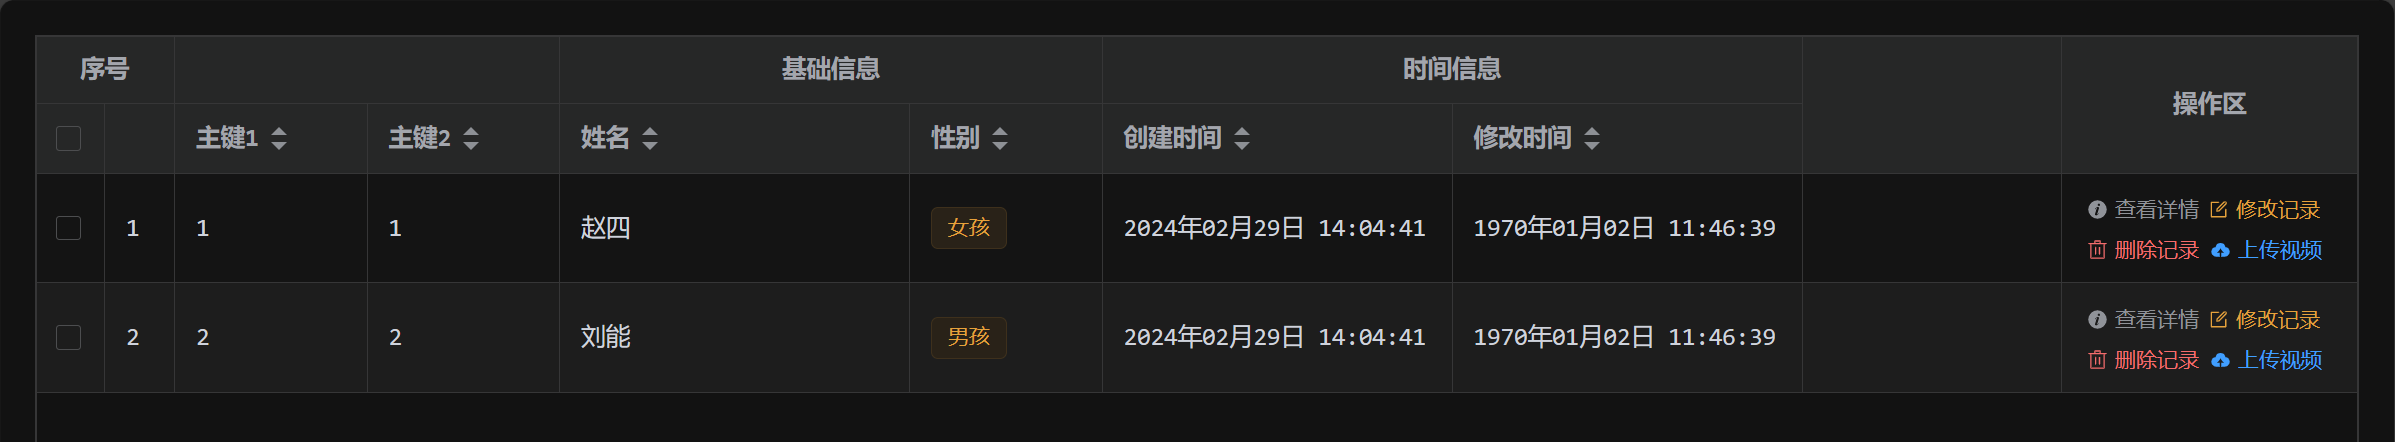 序号 基础信息 时间信息 操作区
主键1 主键2 姓名 性别 创建时间 修改时间
1 1 1 赵四 女孩 2024年02月29日 14:04:41 1970年01月02日 11:46:39 查看详情 修改记录
删除记录 上传视频
2 2 2 刘能 男孩 2024年02月29日 14:04:41 1970年01月02日 11:46:39 查看详情 修改记录
删除记录 上传视频